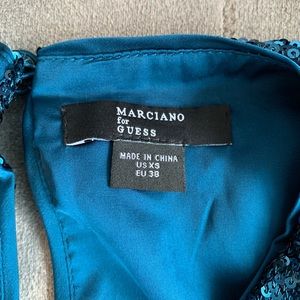 MARCIANO
for
GUESS
MADE IN CHINA
US XS
EU 38